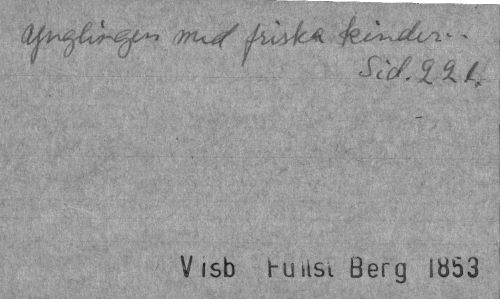 Ynglingen med friska kinder...
Sid. 221.
Visb Fullst Berg 1853